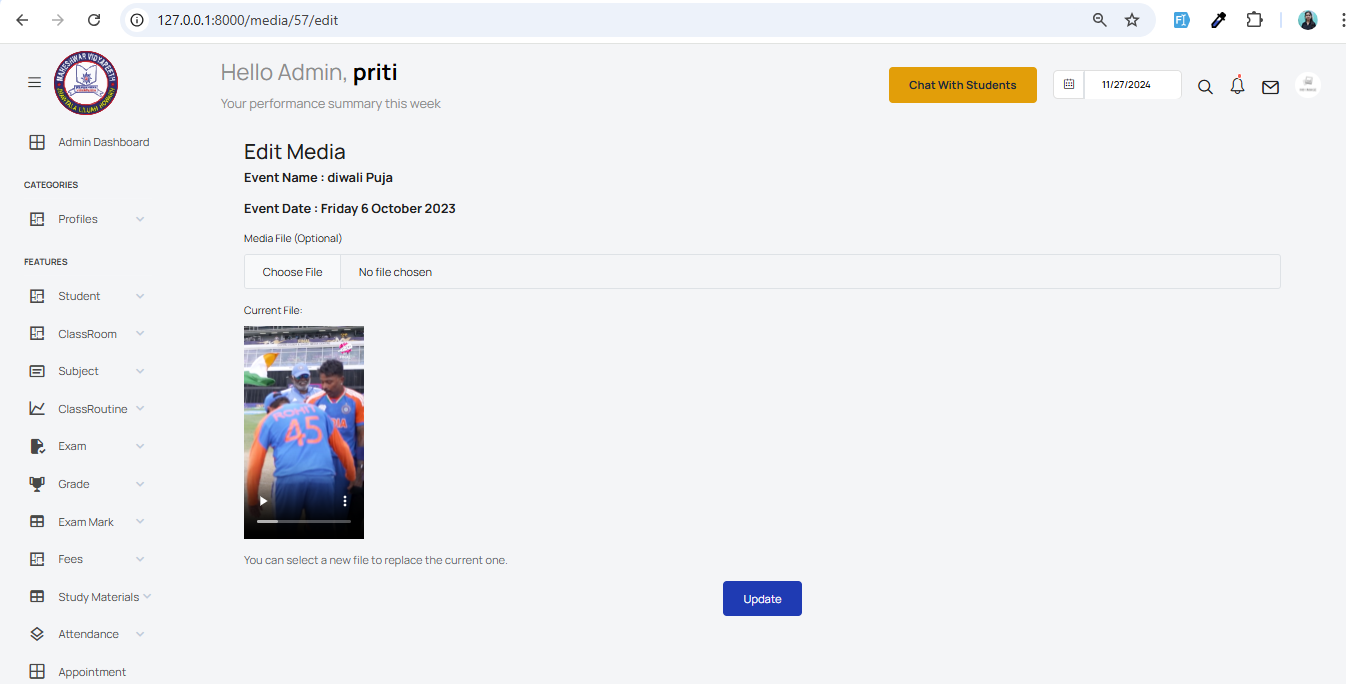 127.0.0.1:8000/media/57/edit
Hello Admin, priti
Your performance summary this week
Chat With Students
11/27/2024
Admin Dashboard
CATEGORIES
Profiles
FEATURES
Student
ClassRoom
Subject
ClassRoutine
Exam
Grade
Exam Mark
Fees
Study Materials
Attendance
Appointment
Edit Media
Event Name : diwali Puja
Event Date : Friday 6 October 2023
Media File (Optional)
Choose File
No file chosen
Current File:
ROHIT
45
You can select a new file to replace the current one.
Update